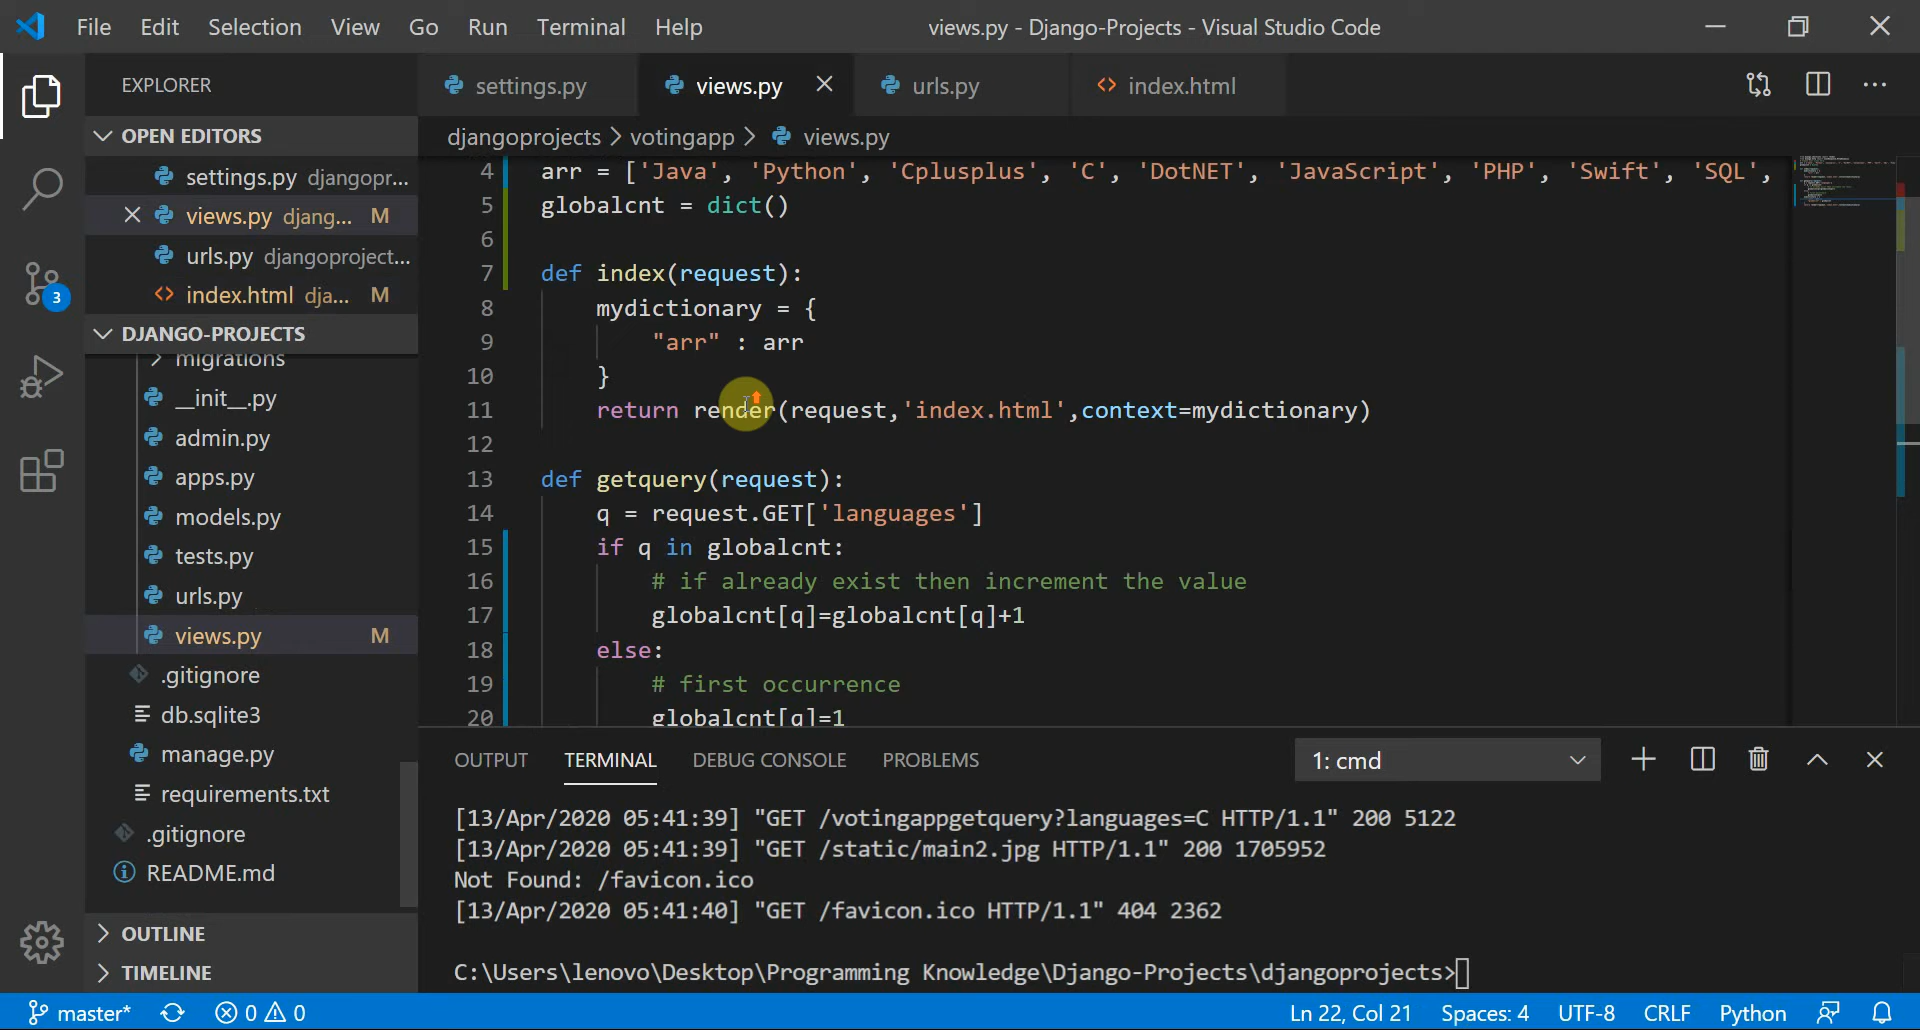 File Edit Selection View Go Run Terminal Help views.py - Django-Projects - Visual Studio Code
EXPLORER
settings.py views.py urls.py index.html
OPEN EDITORS
settings.py djangopr...
views.py djang... M
urls.py djangoproject...
index.html dja... M
DJANGO-PROJECTS
migrations
__init__.py
admin.py
apps.py
models.py
tests.py
urls.py
views.py M
.gitignore
db.sqlite3
manage.py
requirements.txt
.gitignore
README.md
OUTLINE
TIMELINE
3
djangoprojects > votingapp > views.py
4 arr = ['Java', 'Python', 'Cplusplus', 'C', 'DotNET', 'JavaScript', 'PHP', 'Swift', 'SQL',
5 globalcnt = dict()
6
7 def index(request):
8 mydictionary = {
9 "arr" : arr
10 }
11 return render(request,'index.html',context=mydictionary)
12
13 def getquery(request):
14 q = request.GET['languages']
15 if q in globalcnt:
16 # if already exist then increment the value
17 globalcnt[q]=globalcnt[q]+1
18 else:
19 # first occurrence
20 globalcnt[q]=1
OUTPUT TERMINAL DEBUG CONSOLE PROBLEMS 1: cmd
[13/Apr/2020 05:41:39] "GET /votingappgetquery?languages=C HTTP/1.1" 200 5122
[13/Apr/2020 05:41:39] "GET /static/main2.jpg HTTP/1.1" 200 1705952
Not Found: /favicon.ico
[13/Apr/2020 05:41:40] "GET /favicon.ico HTTP/1.1" 404 2362
C:\Users\lenovo\Desktop\Programming Knowledge\Django-Projects\djangoprojects>
master* 0 0 Ln 22, Col 21 Spaces: 4 UTF-8 CRLF Python